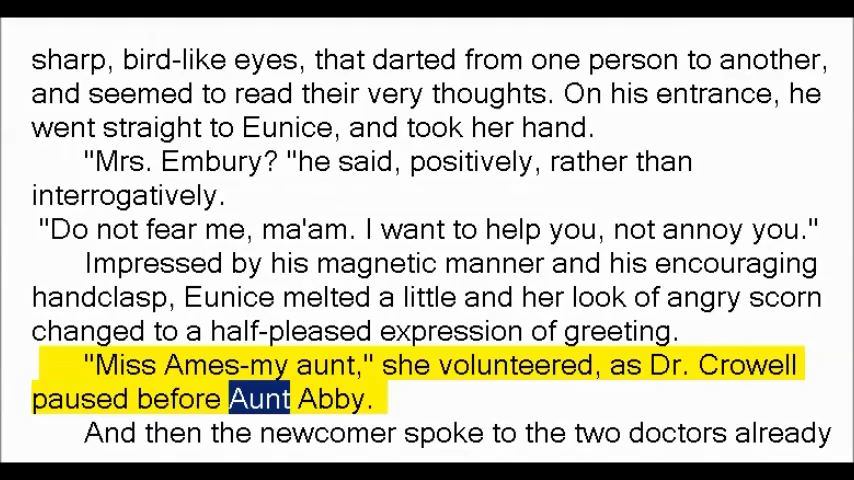 sharp, bird-like eyes, that darted from one person to another,
and seemed to read their very thoughts. On his entrance, he
went straight to Eunice, and took her hand.
"Mrs. Embury? "he said, positively, rather than
interrogatively.
"Do not fear me, ma'am. I want to help you, not annoy you."
Impressed by his magnetic manner and his encouraging
handclasp, Eunice melted a little and her look of angry scorn
changed to a half-pleased expression of greeting.
"Miss Ames-my aunt," she volunteered, as Dr. Crowell
paused before Aunt Abby.
And then the newcomer spoke to the two doctors already